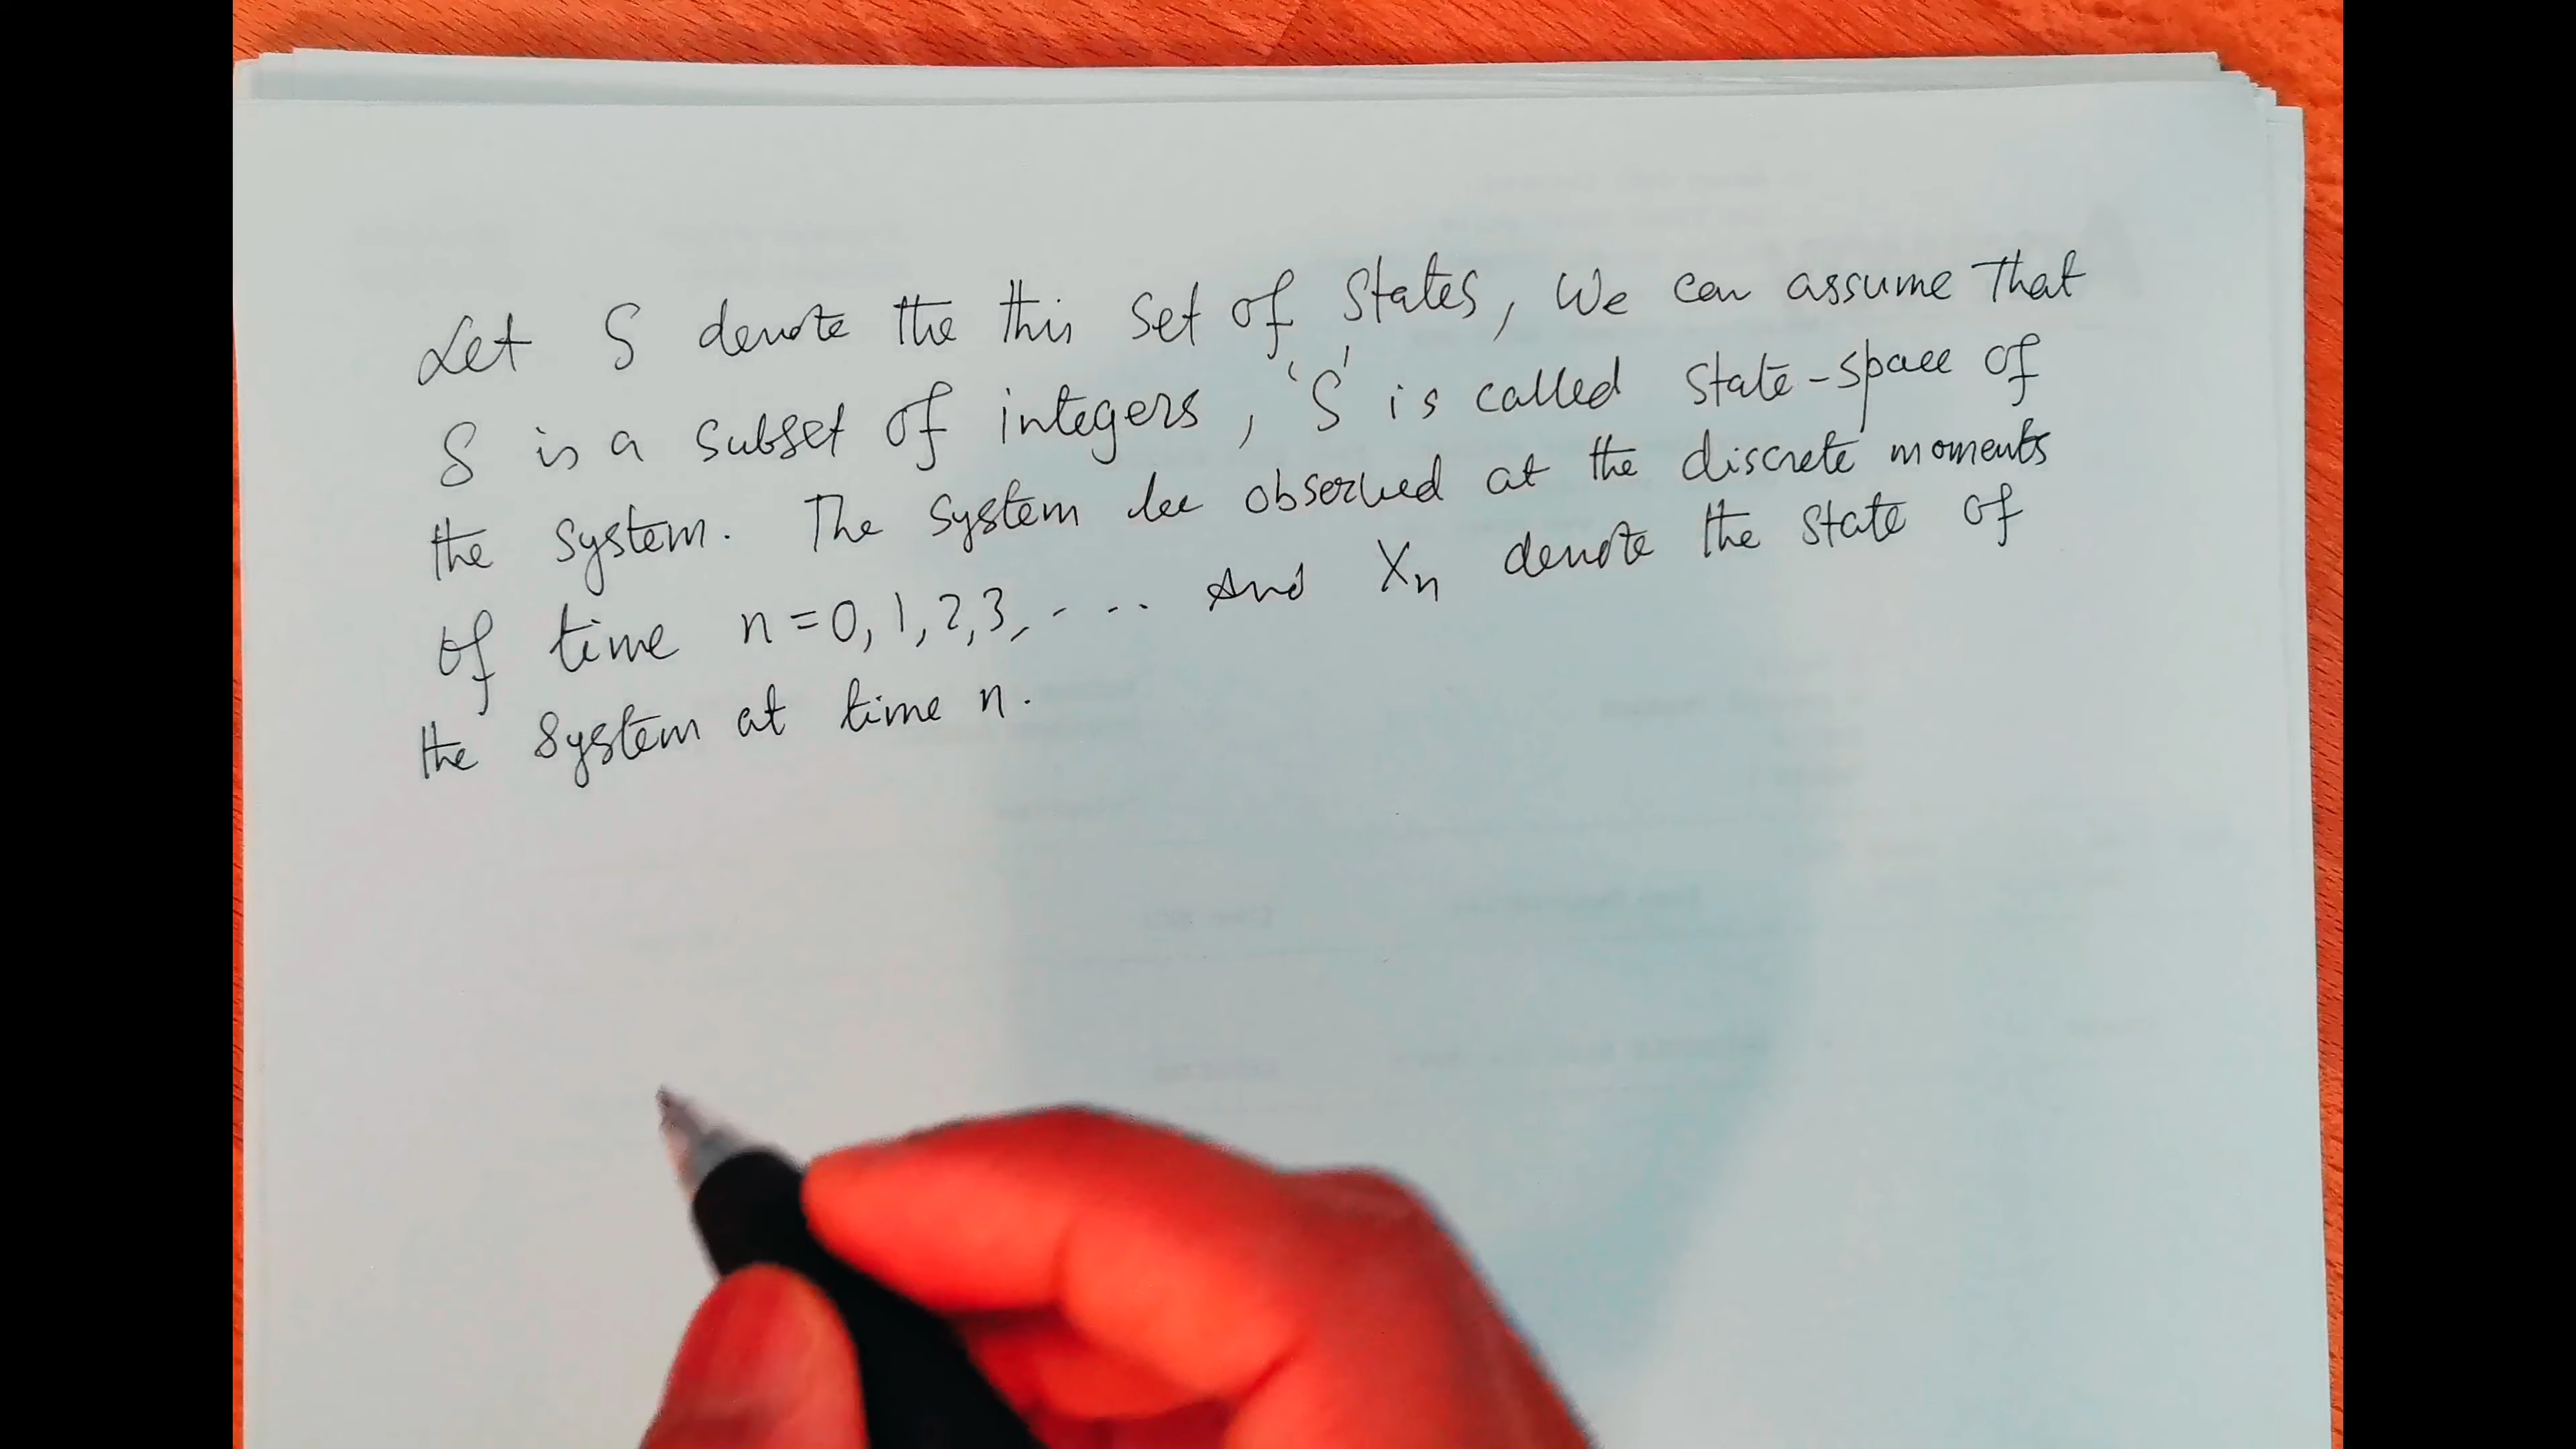 Let S denote the this set of states, We can assume that
S is a subset of integers, 'S' is called state-space of
the system. The system be observed at the discrete moments
of time n=0,1,2,3,.... And Xn denote the state of
the system at time n.